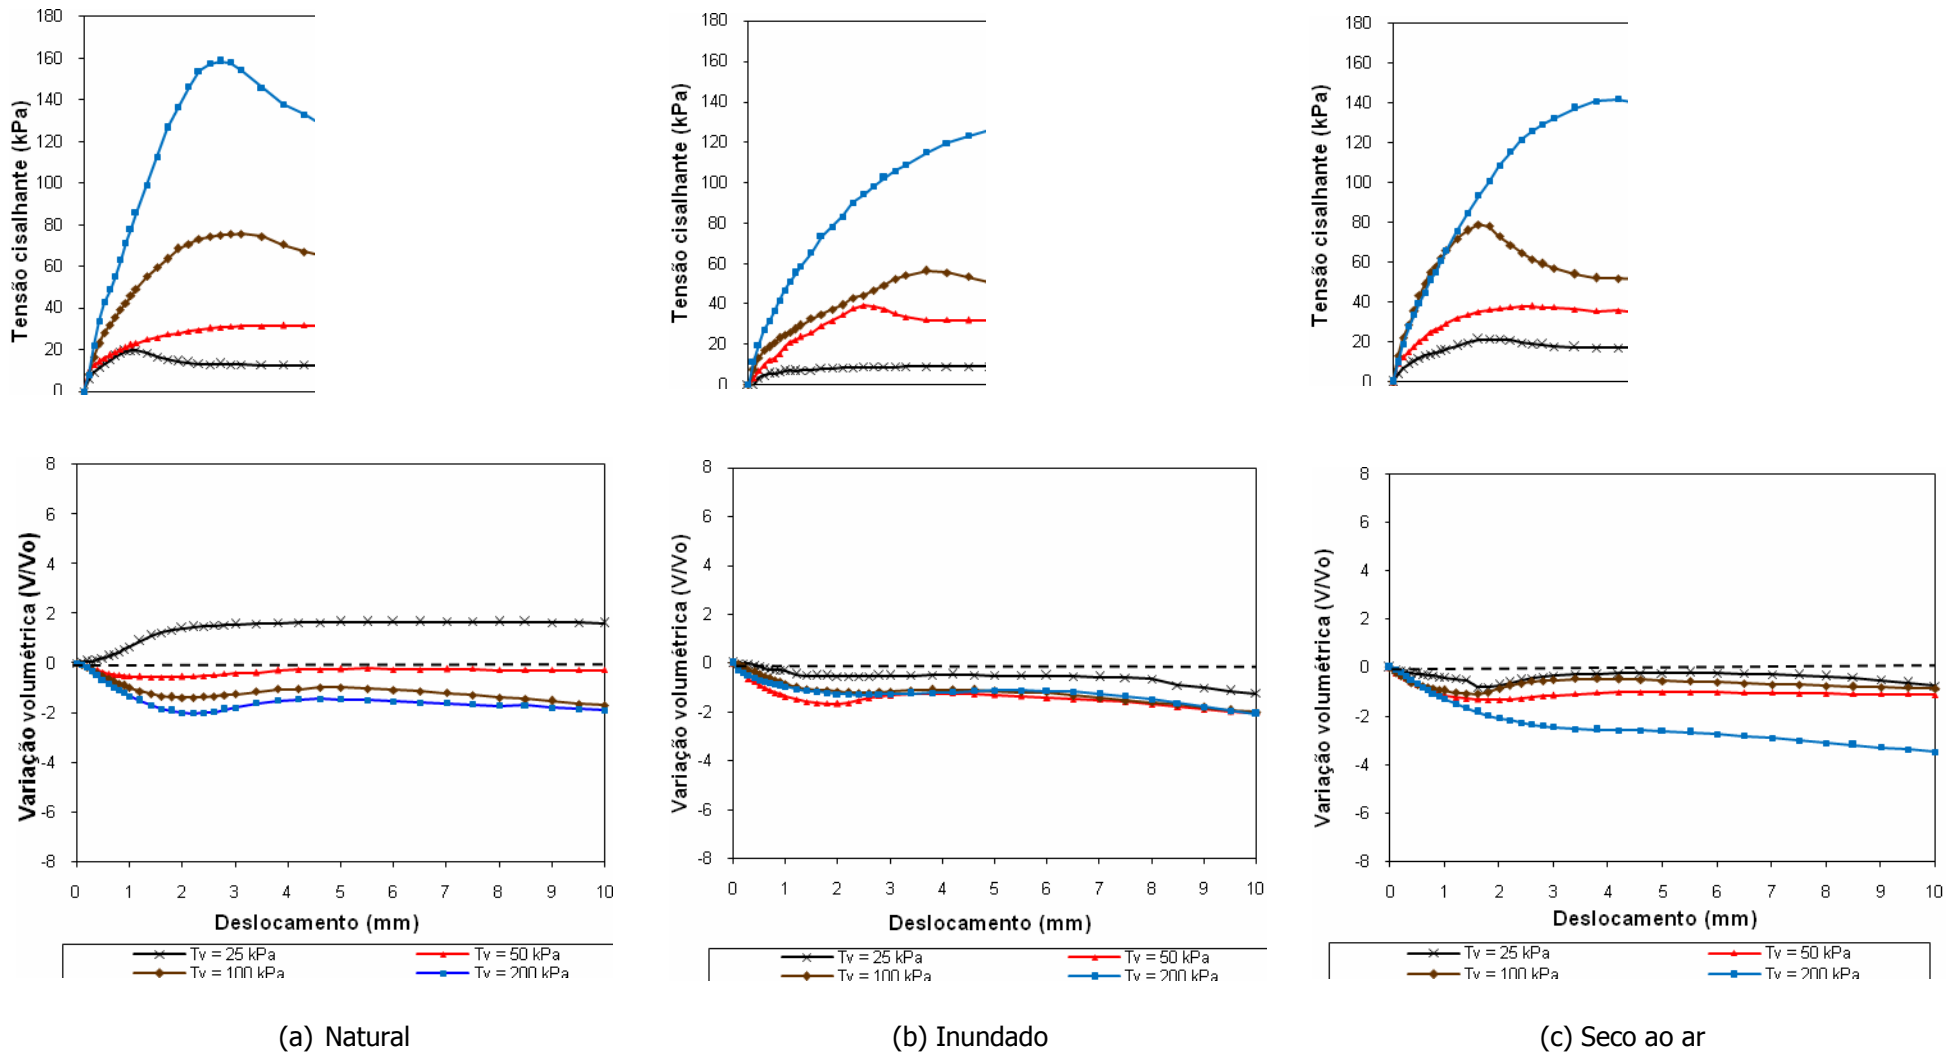 180
160
140
120
100
80
60
40
20
0
Tensão cisalhante (kPa)
180
160
140
120
100
80
60
40
20
0
Tensão cisalhante (kPa)
180
160
140
120
100
80
60
40
20
0
Tensão cisalhante (kPa)
8
6
4
2
0
-2
-4
-6
-8
Variação volumétrica (V/Vo)
0 1 2 3 4 5 6 7 8 9 10
Deslocamento (mm)
Tv = 25 kPa Tv = 50 kPa
Tv = 100 kPa Tv = 200 kPa
8
6
4
2
0
-2
-4
-6
-8
Variação volumétrica (V/Vo)
0 1 2 3 4 5 6 7 8 9 10
Deslocamento (mm)
Tv = 25 kPa Tv = 50 kPa
Tv = 100 kPa Tv = 200 kPa
8
6
4
2
0
-2
-4
-6
-8
Variação volumétrica (V/Vo)
0 1 2 3 4 5 6 7 8 9 10
Deslocamento (mm)
Tv = 25 kPa Tv = 50 kPa
Tv = 100 kPa Tv = 200 kPa
(a) Natural
(b) Inundado
(c) Seco ao ar